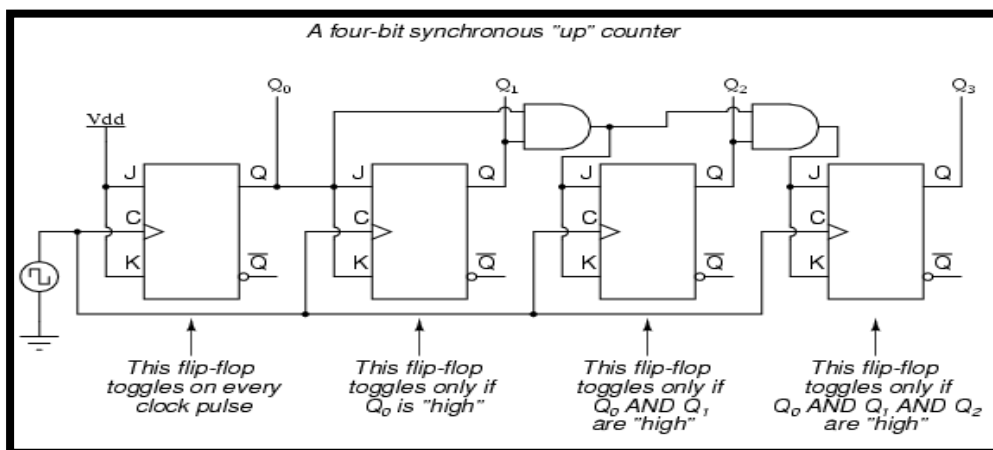 A four-bit synchronous "up" counter
Q₀ Q₁ Q₂ Q₃
Vdd
J Q J Q J Q J Q
C C C C
K Q̅ K Q̅ K Q̅ K Q̅
This flip-flop
toggles on every
clock pulse
This flip-flop
toggles only if
Q₀ is "high"
This flip-flop
toggles only if
Q₀ AND Q₁
are "high"
This flip-flop
toggles only if
Q₀ AND Q₁ AND Q₂
are "high"